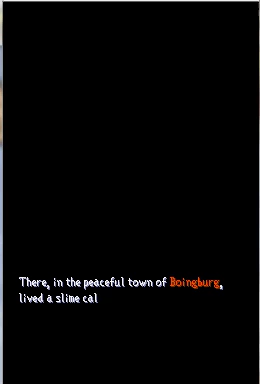 There, in the peaceful town of Boingburg,
lived a slime cal